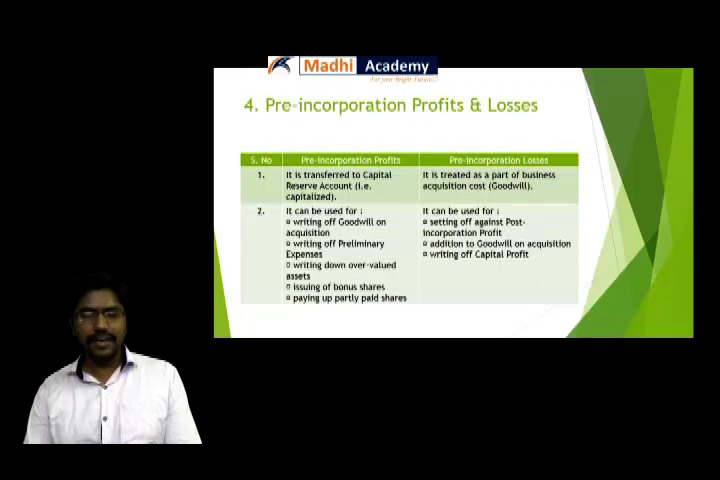 Madhi Academy
For your Bright Future...
4. Pre-incorporation Profits & Losses
S. No Pre-incorporation Profits Pre-incorporation Losses
1. It is transferred to Capital Reserve Account (i.e. capitalized). It is treated as a part of business acquisition cost (Goodwill).
2. It can be used for :
writing off Goodwill on acquisition
writing off Preliminary Expenses
writing down over-valued assets
issuing of bonus shares
paying up partly paid shares
It can be used for :
setting off against Post-incorporation Profit
addition to Goodwill on acquisition
writing off Capital Profit